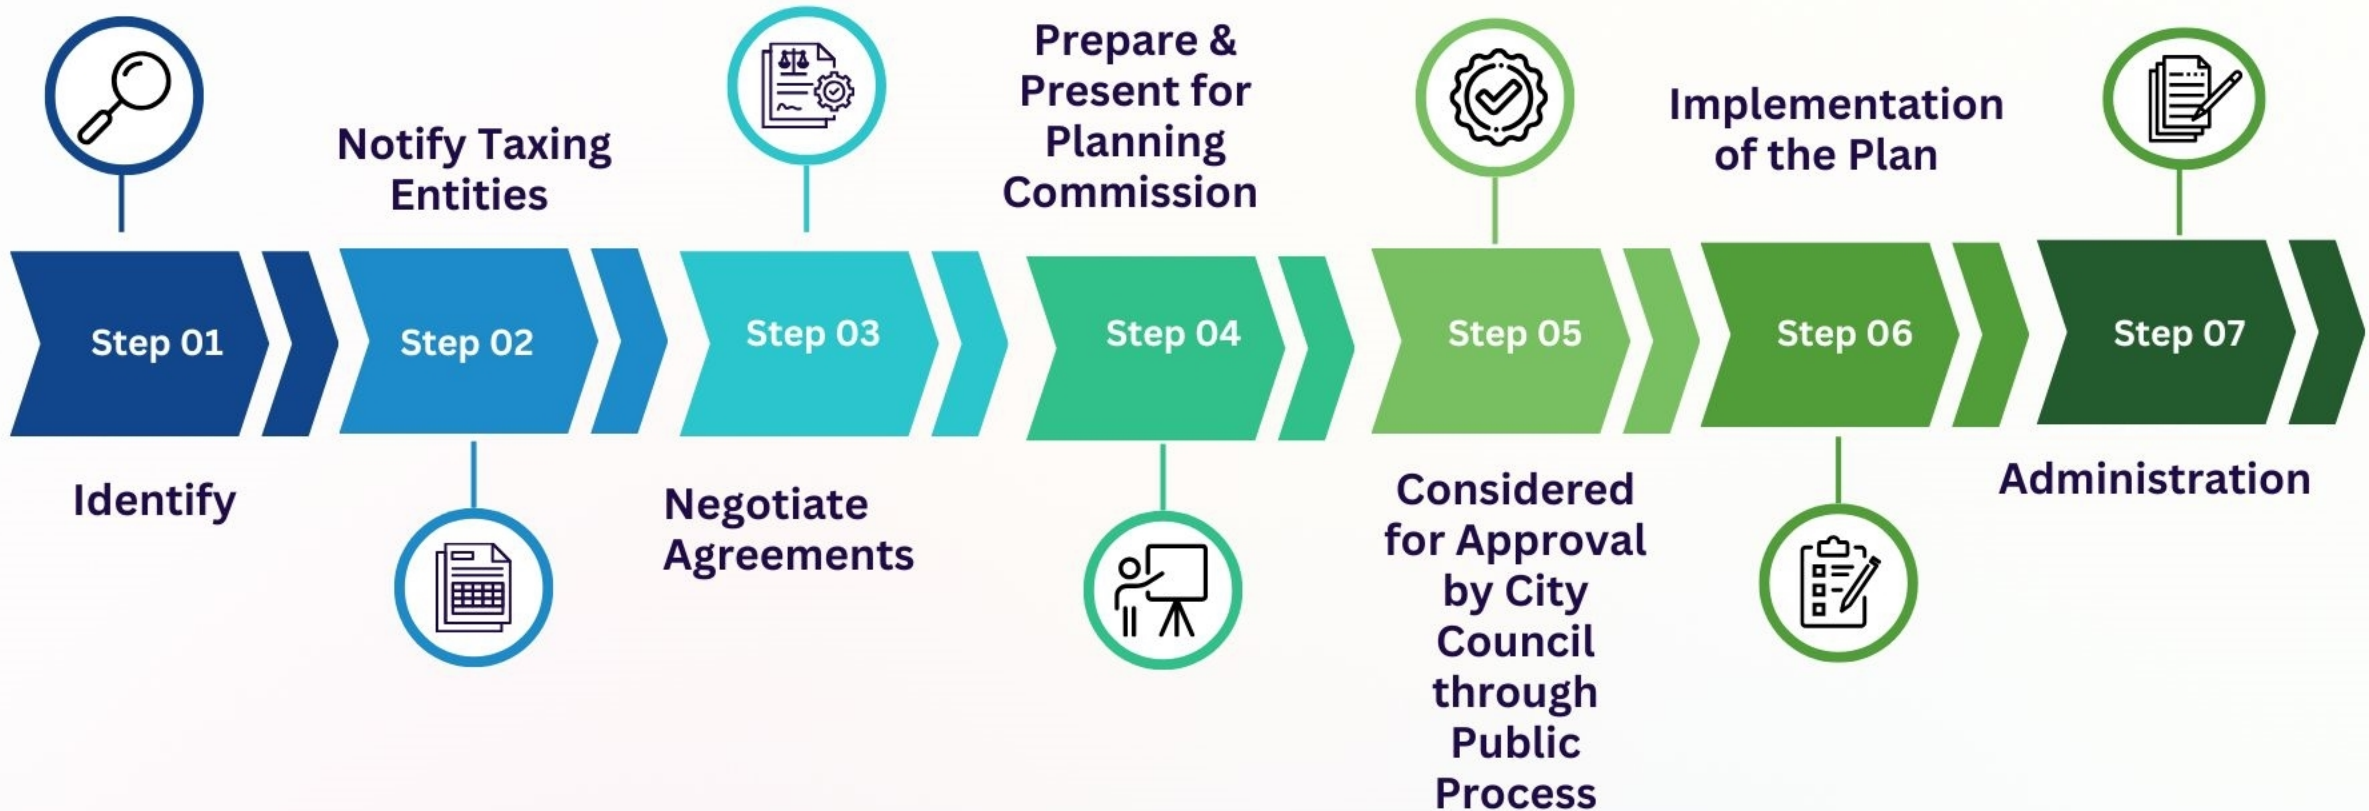 Step 01
Identify
Notify Taxing
Entities
Step 02
Step 03
Negotiate
Agreements
Prepare &
Present for
Planning
Commission
Step 04
Step 05
Considered
for Approval
by City
Council
through
Public
Process
Implementation
of the Plan
Step 06
Step 07
Administration